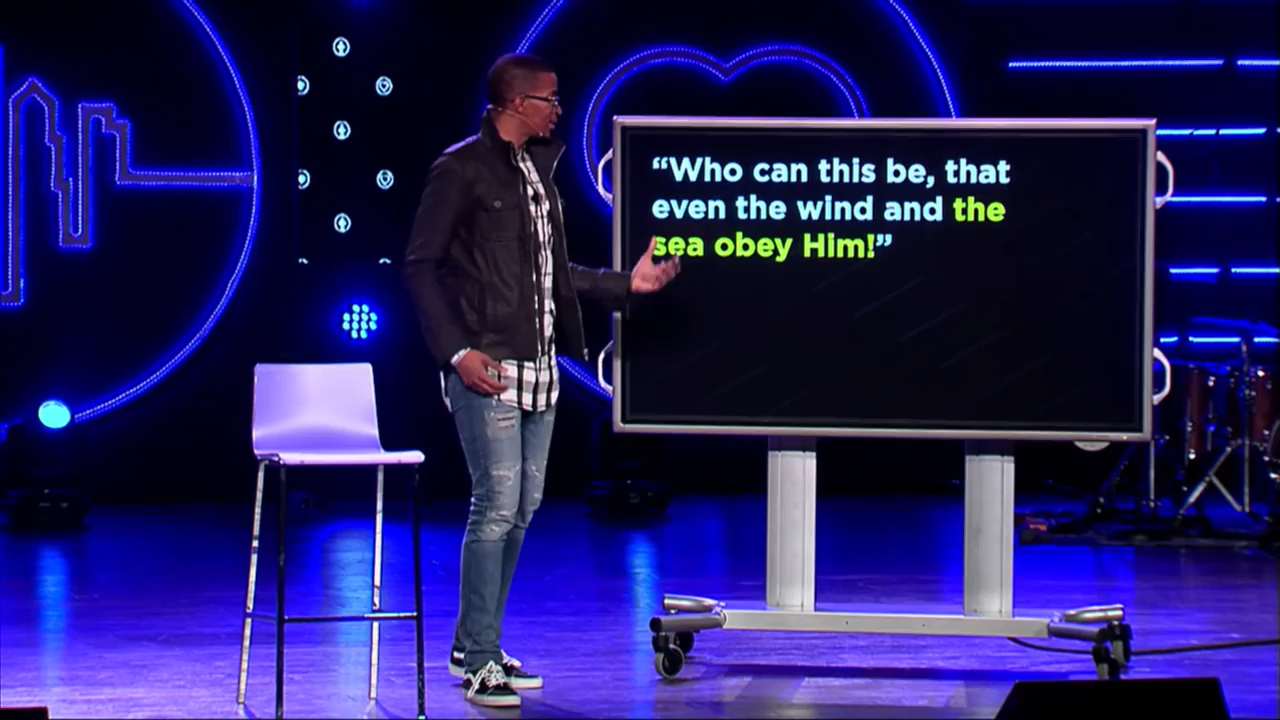 “Who can this be, that
even the wind and the
sea obey Him!”